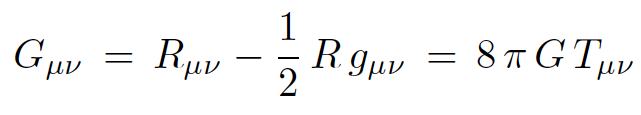 G_{μν} = R_{μν} − \frac{1}{2} R g_{μν} = 8 π G T_{μν}